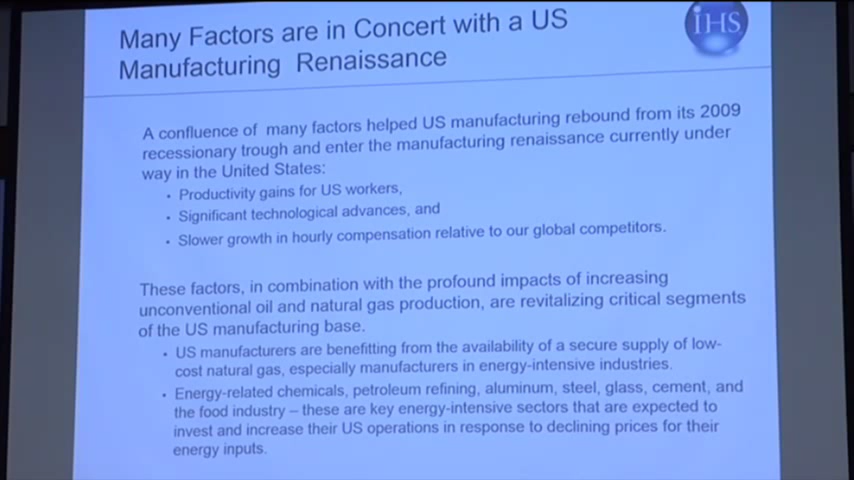 Many Factors are in Concert with a US
Manufacturing Renaissance
IHS
A confluence of many factors helped US manufacturing rebound from its 2009
recessionary trough and enter the manufacturing renaissance currently under
way in the United States:
• Productivity gains for US workers,
• Significant technological advances, and
• Slower growth in hourly compensation relative to our global competitors.
These factors, in combination with the profound impacts of increasing
unconventional oil and natural gas production, are revitalizing critical segments
of the US manufacturing base.
• US manufacturers are benefitting from the availability of a secure supply of low-
cost natural gas, especially manufacturers in energy-intensive industries.
• Energy-related chemicals, petroleum refining, aluminum, steel, glass, cement, and
the food industry – these are key energy-intensive sectors that are expected to
invest and increase their US operations in response to declining prices for their
energy inputs.